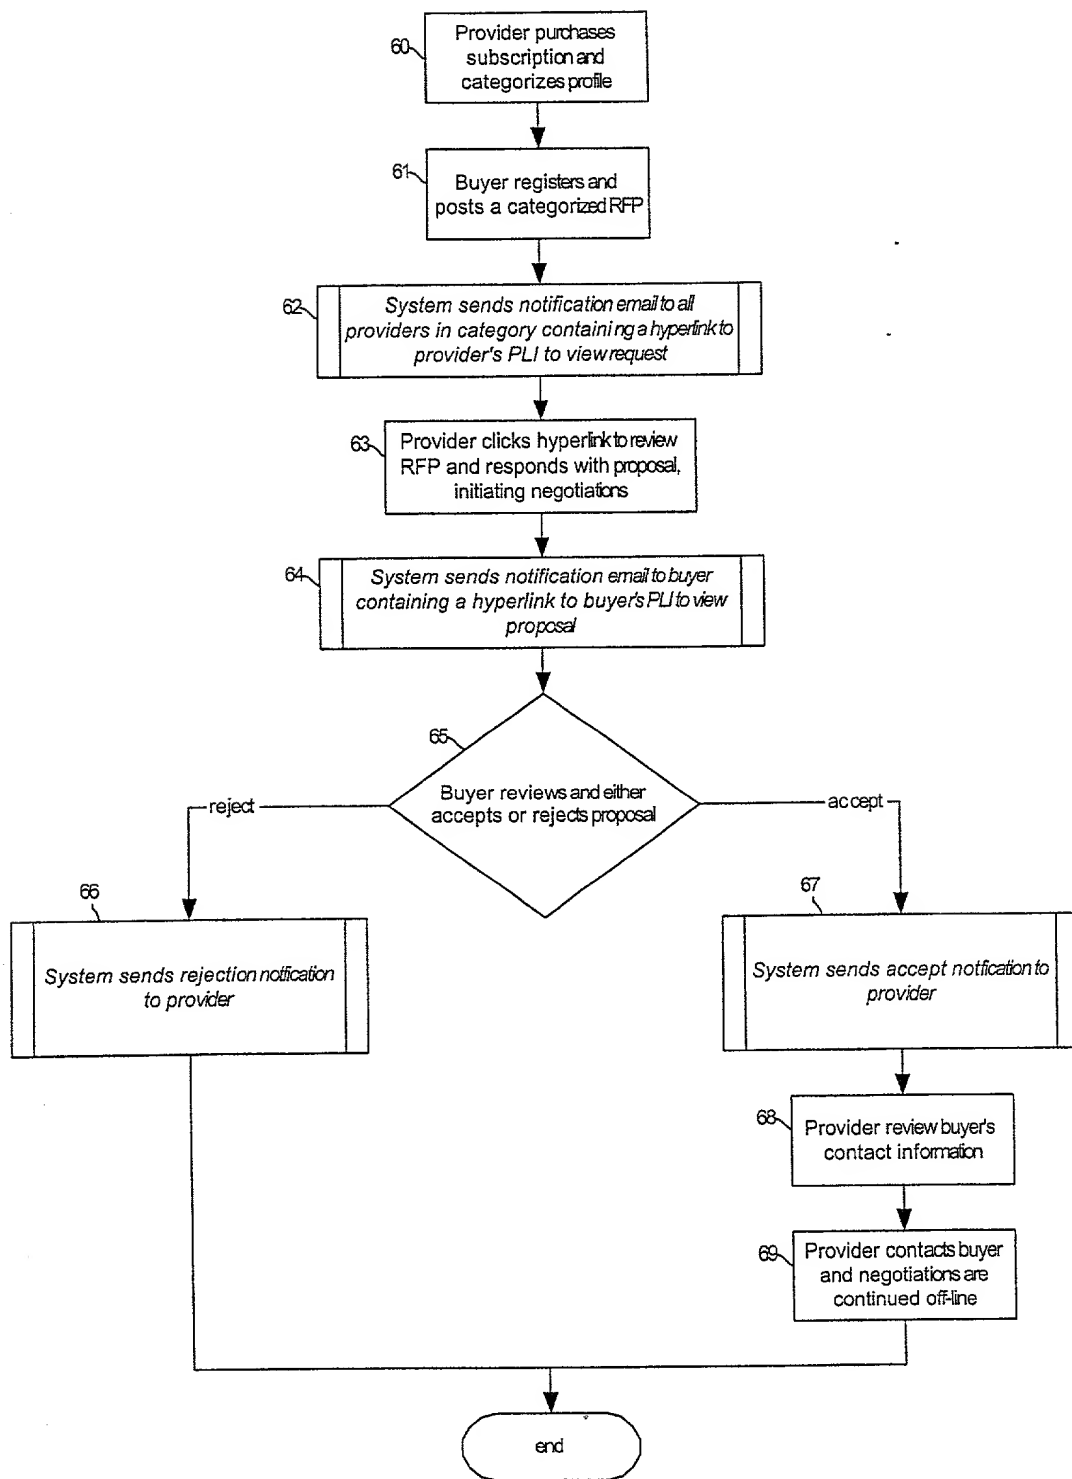 60
Provider purchases
subscription and
categorizes profile
61
Buyer registers and
posts a categorized RFP
62
System sends notification email to all
providers in category containing a hyperlink to
provider's PLI to view request
63
Provider clicks hyperlink to review
RFP and responds with proposal,
initiating negotiations
64
System sends notification email to buyer
containing a hyperlink to buyer's PLI to view
proposal
65
Buyer reviews and either
accepts or rejects proposal
reject
accept
66
System sends rejection notification
to provider
67
System sends accept notfication to
provider
68
Provider review buyer's
contact information
69
Provider contacts buyer
and negotiations are
continued off-line
end